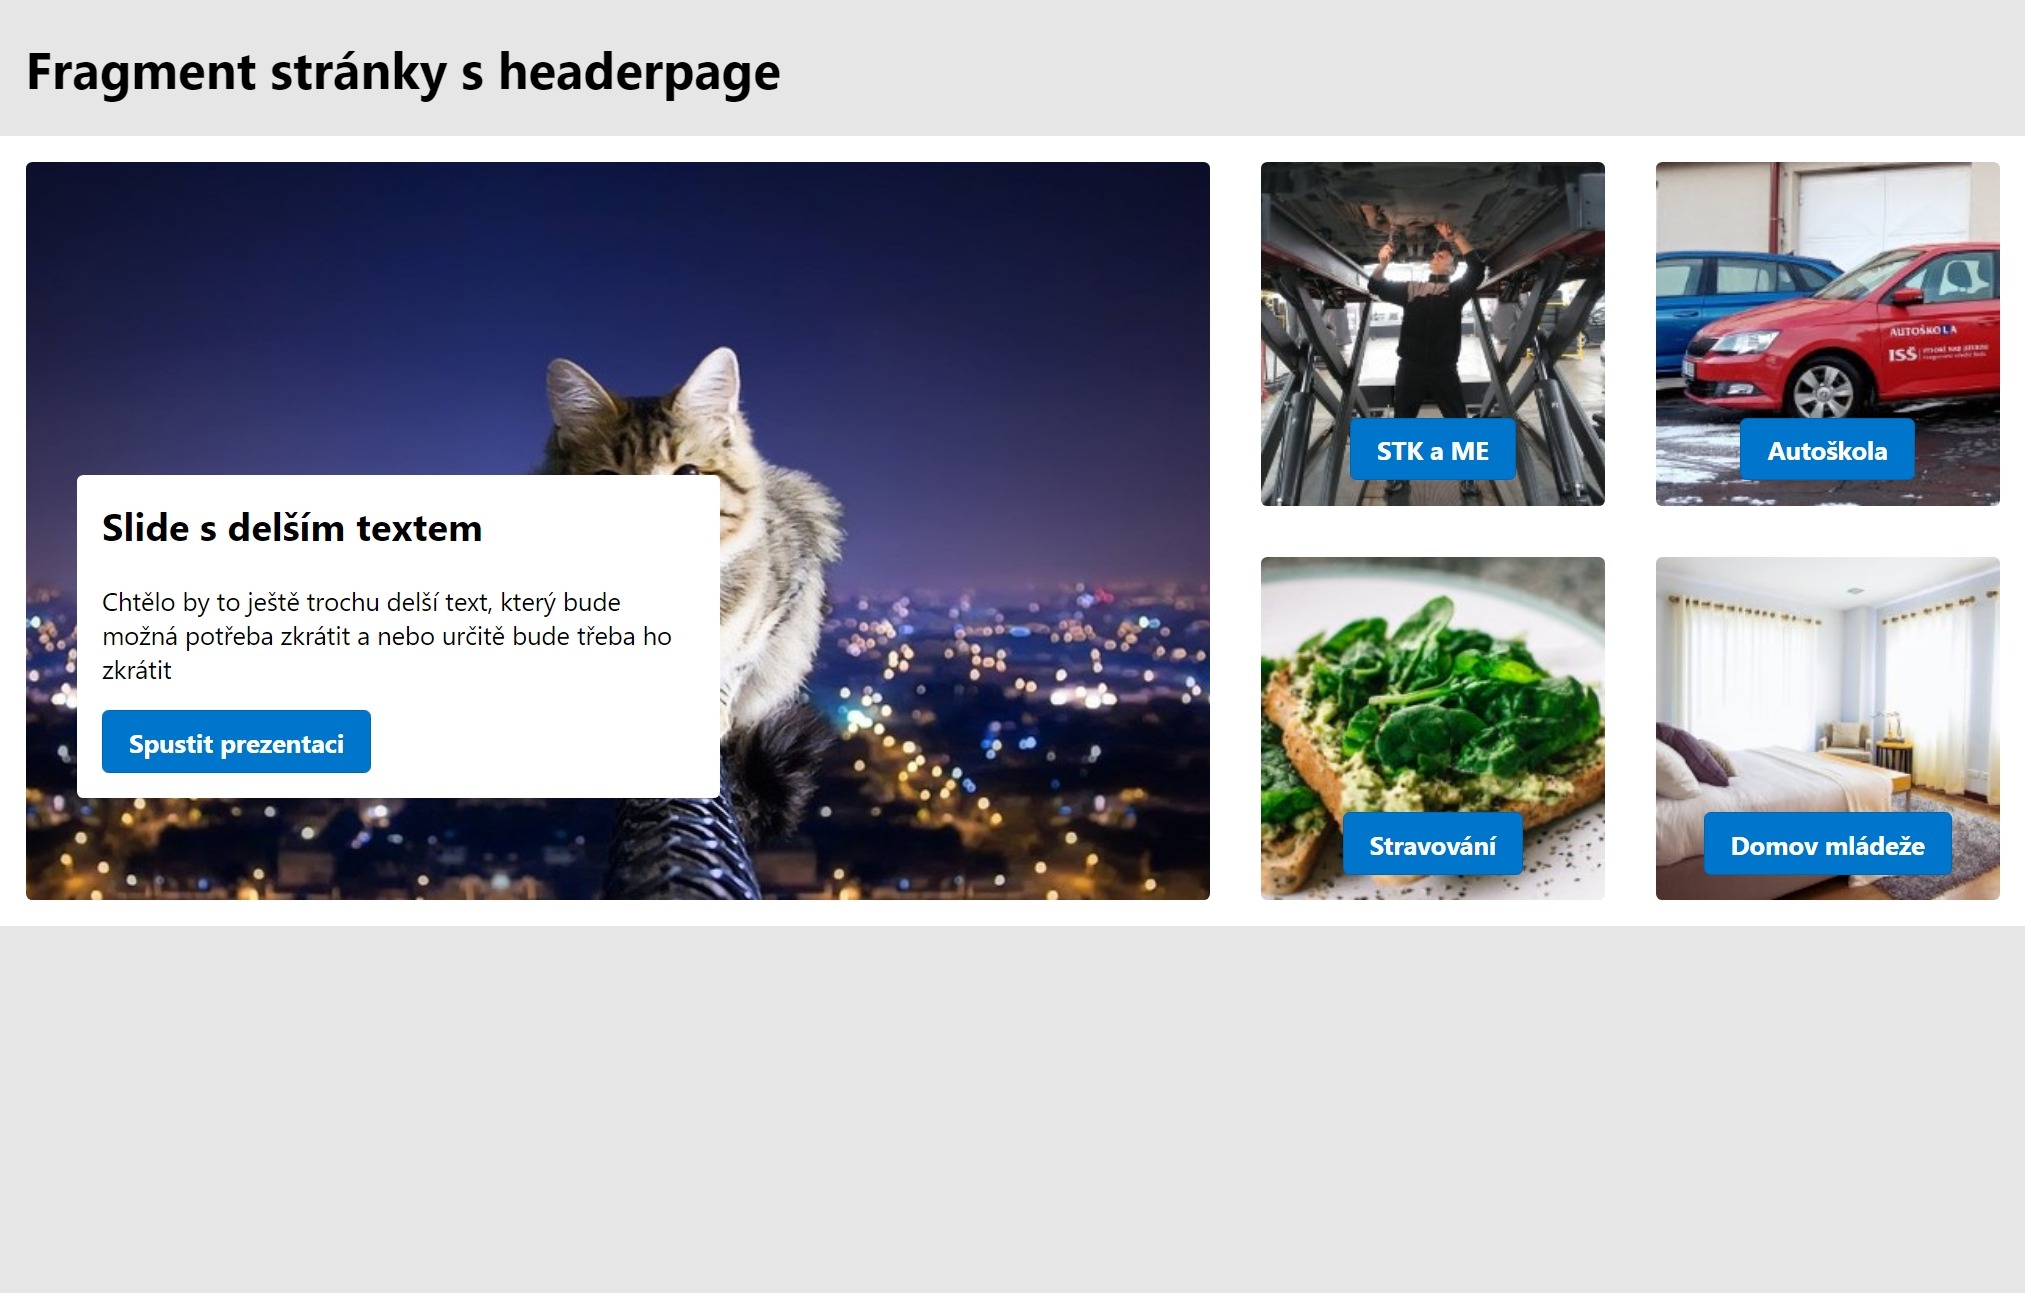 Fragment stránky s headerpage
Slide s delším textem
Chtělo by to ještě trochu delší text, který bude
možná potřeba zkrátit a nebo určitě bude třeba ho
zkrátit
Spustit prezentaci
STK a ME
AUTOŠKOLA
ISŠ
Autoškola
Stravování
Domov mládeže